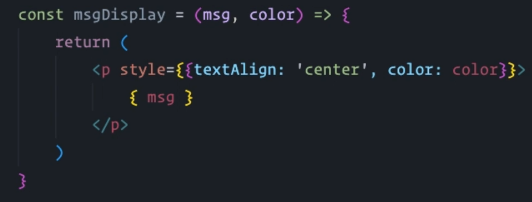 const msgDisplay = (msg, color) => {
return (
<p style={{textAlign: 'center', color: color}}>
{ msg }
</p>
)
}